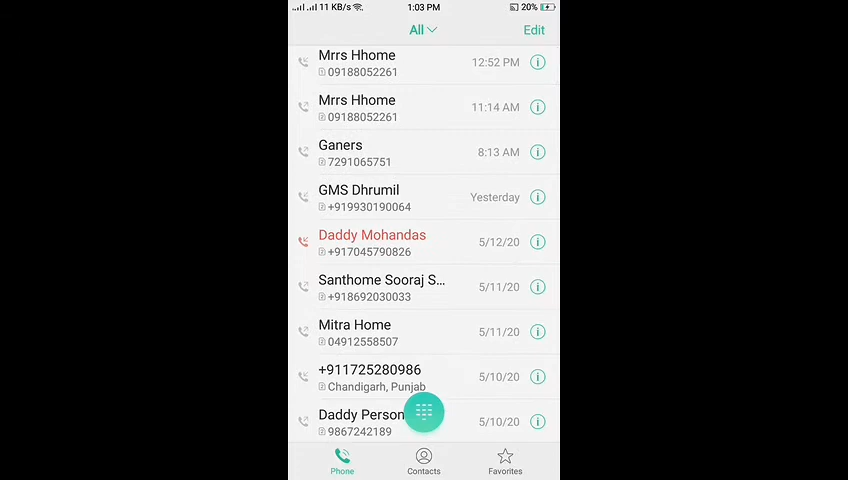 11 KB/s
1:03 PM
20%
All
Edit
Mrrs Hhome
09188052261
12:52 PM
Mrrs Hhome
09188052261
11:14 AM
Ganers
7291065751
8:13 AM
GMS Dhrumil
+919930190064
Yesterday
Daddy Mohandas
+917045790826
5/12/20
Santhome Sooraj S...
+918692030033
5/11/20
Mitra Home
04912558507
5/11/20
+911725280986
Chandigarh, Punjab
5/10/20
Daddy Person
9867242189
5/10/20
Phone
Contacts
Favorites